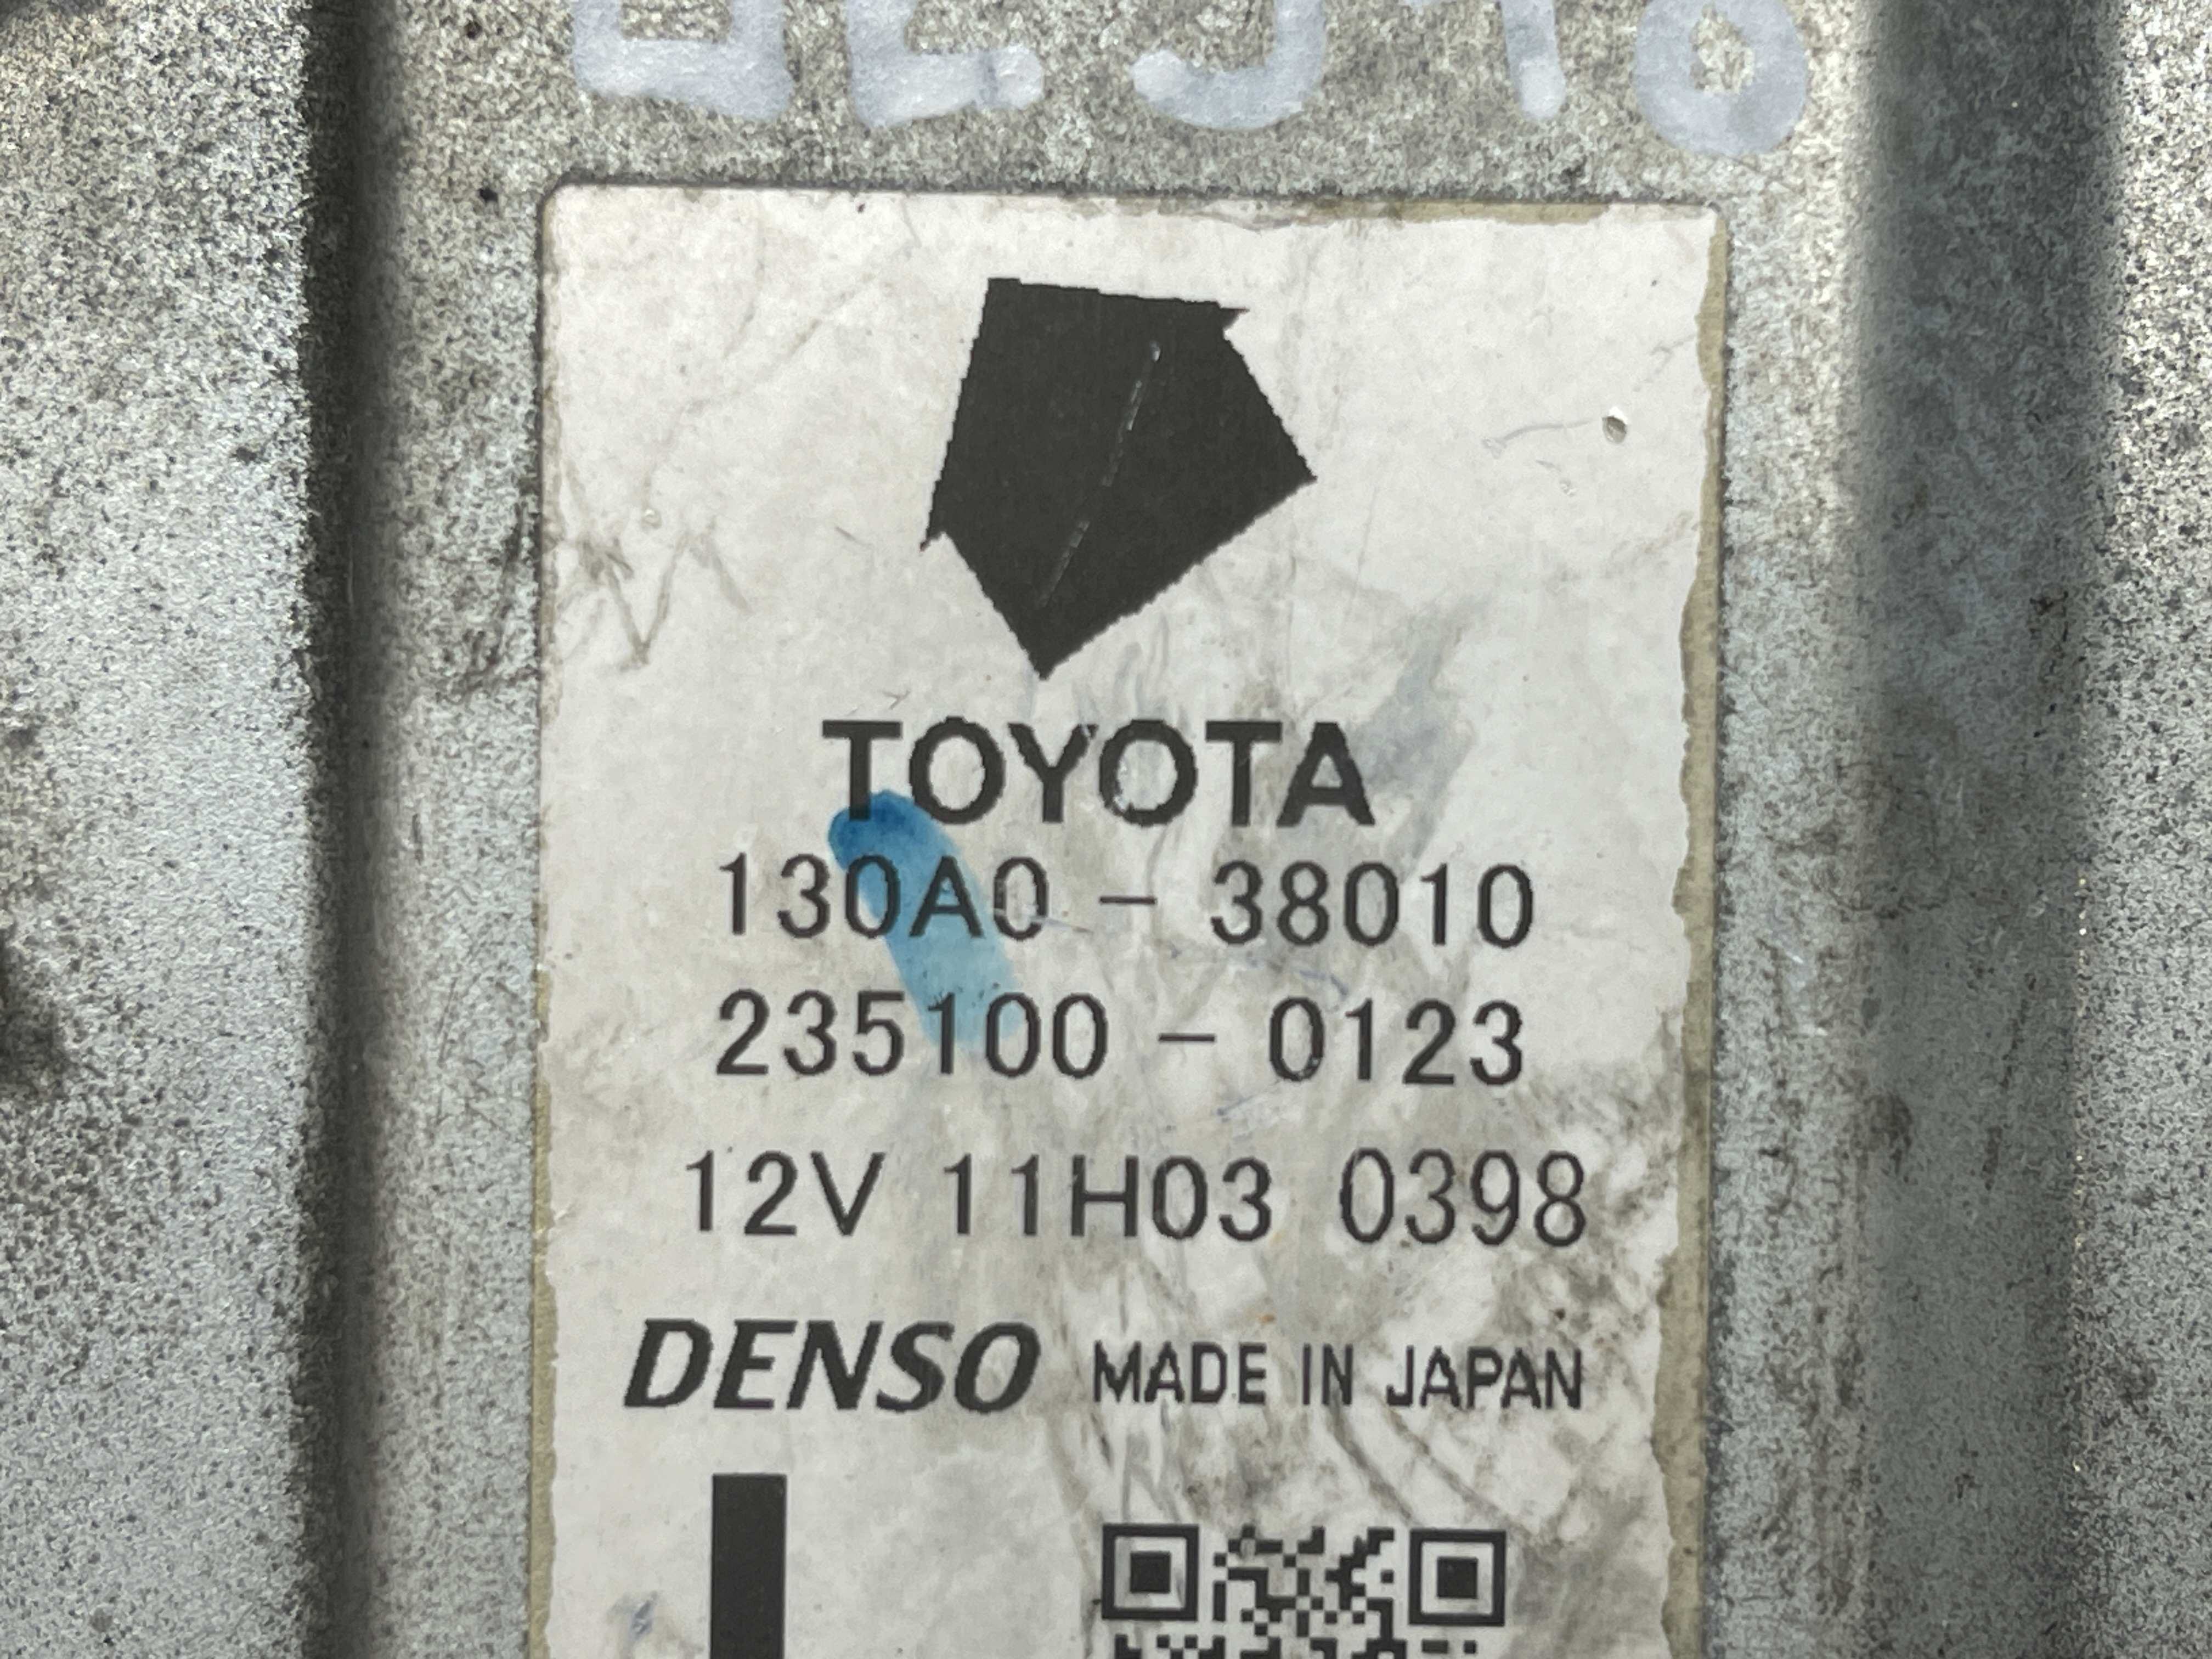 TOYOTA
130A0 - 38010
235100 - 0123
12V 11H03 0398
DENSO MADE IN JAPAN